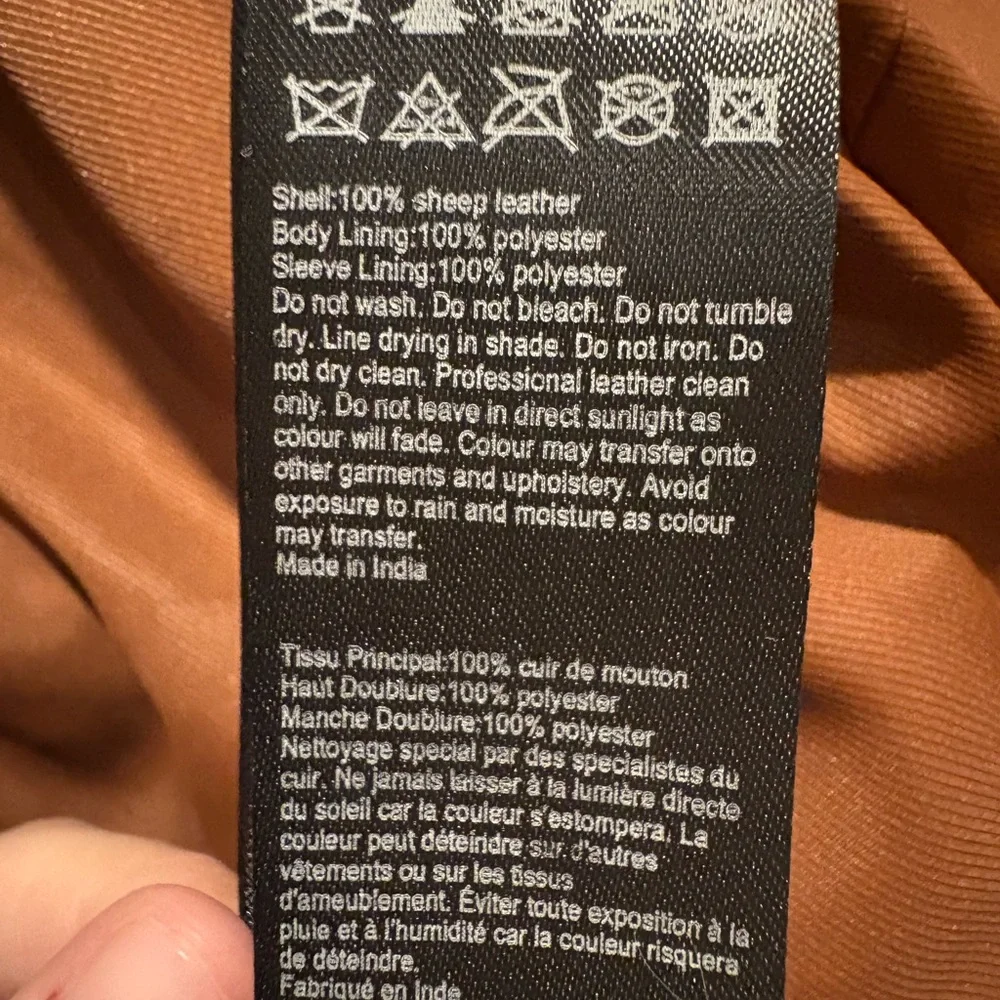 Shell:100% sheep leather
Body Lining:100% polyester
Sleeve Lining:100% polyester
Do not wash. Do not bleach. Do not tumble
dry. Line drying in shade. Do not iron. Do
not dry clean. Professional leather clean
only. Do not leave in direct sunlight as
colour will fade. Colour may transfer onto
other garments and upholstery. Avoid
exposure to rain and moisture as colour
may transfer.
Made in India
Tissu Principal:100% cuir de mouton
Haut Doublure:100% polyester
Manche Doublure:100% polyester
Nettoyage special par des specialistes du
cuir. Ne jamais laisser à la lumière directe
du soleil car la couleur s'estompera. La
couleur peut déteindre sur d'autres
vêtements ou sur les tissus
d'ameublement. Éviter toute exposition à la
pluie et à l'humidité car la couleur risquera
de déteindre.
Fabriqué en Inde